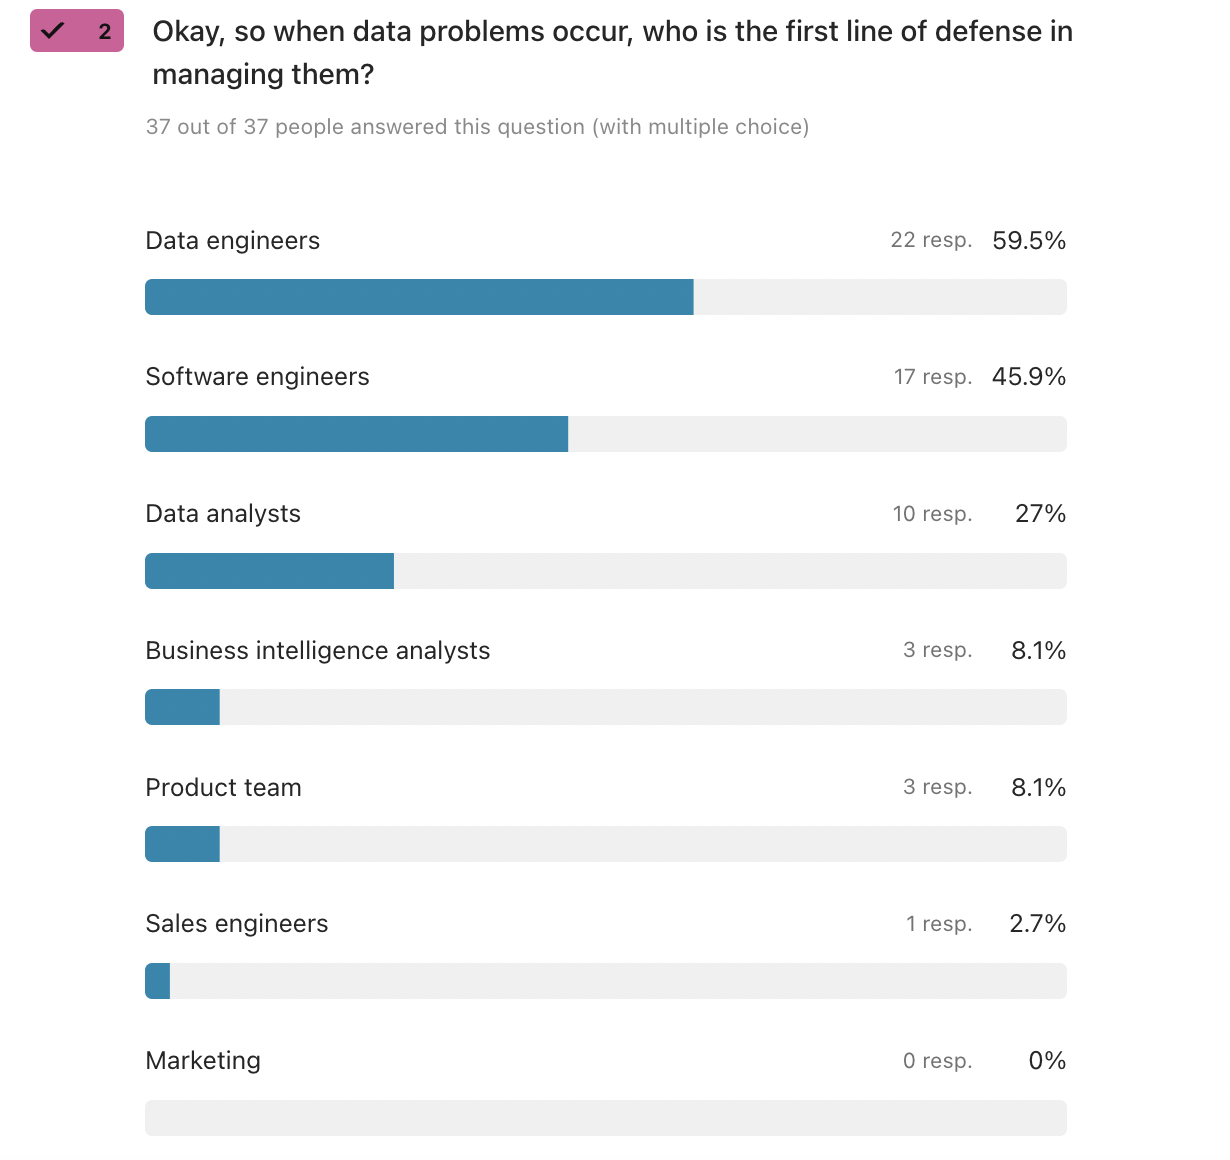 2
Okay, so when data problems occur, who is the first line of defense in
managing them?
37 out of 37 people answered this question (with multiple choice)
Data engineers 22 resp. 59.5%
Software engineers 17 resp. 45.9%
Data analysts 10 resp. 27%
Business intelligence analysts 3 resp. 8.1%
Product team 3 resp. 8.1%
Sales engineers 1 resp. 2.7%
Marketing 0 resp. 0%